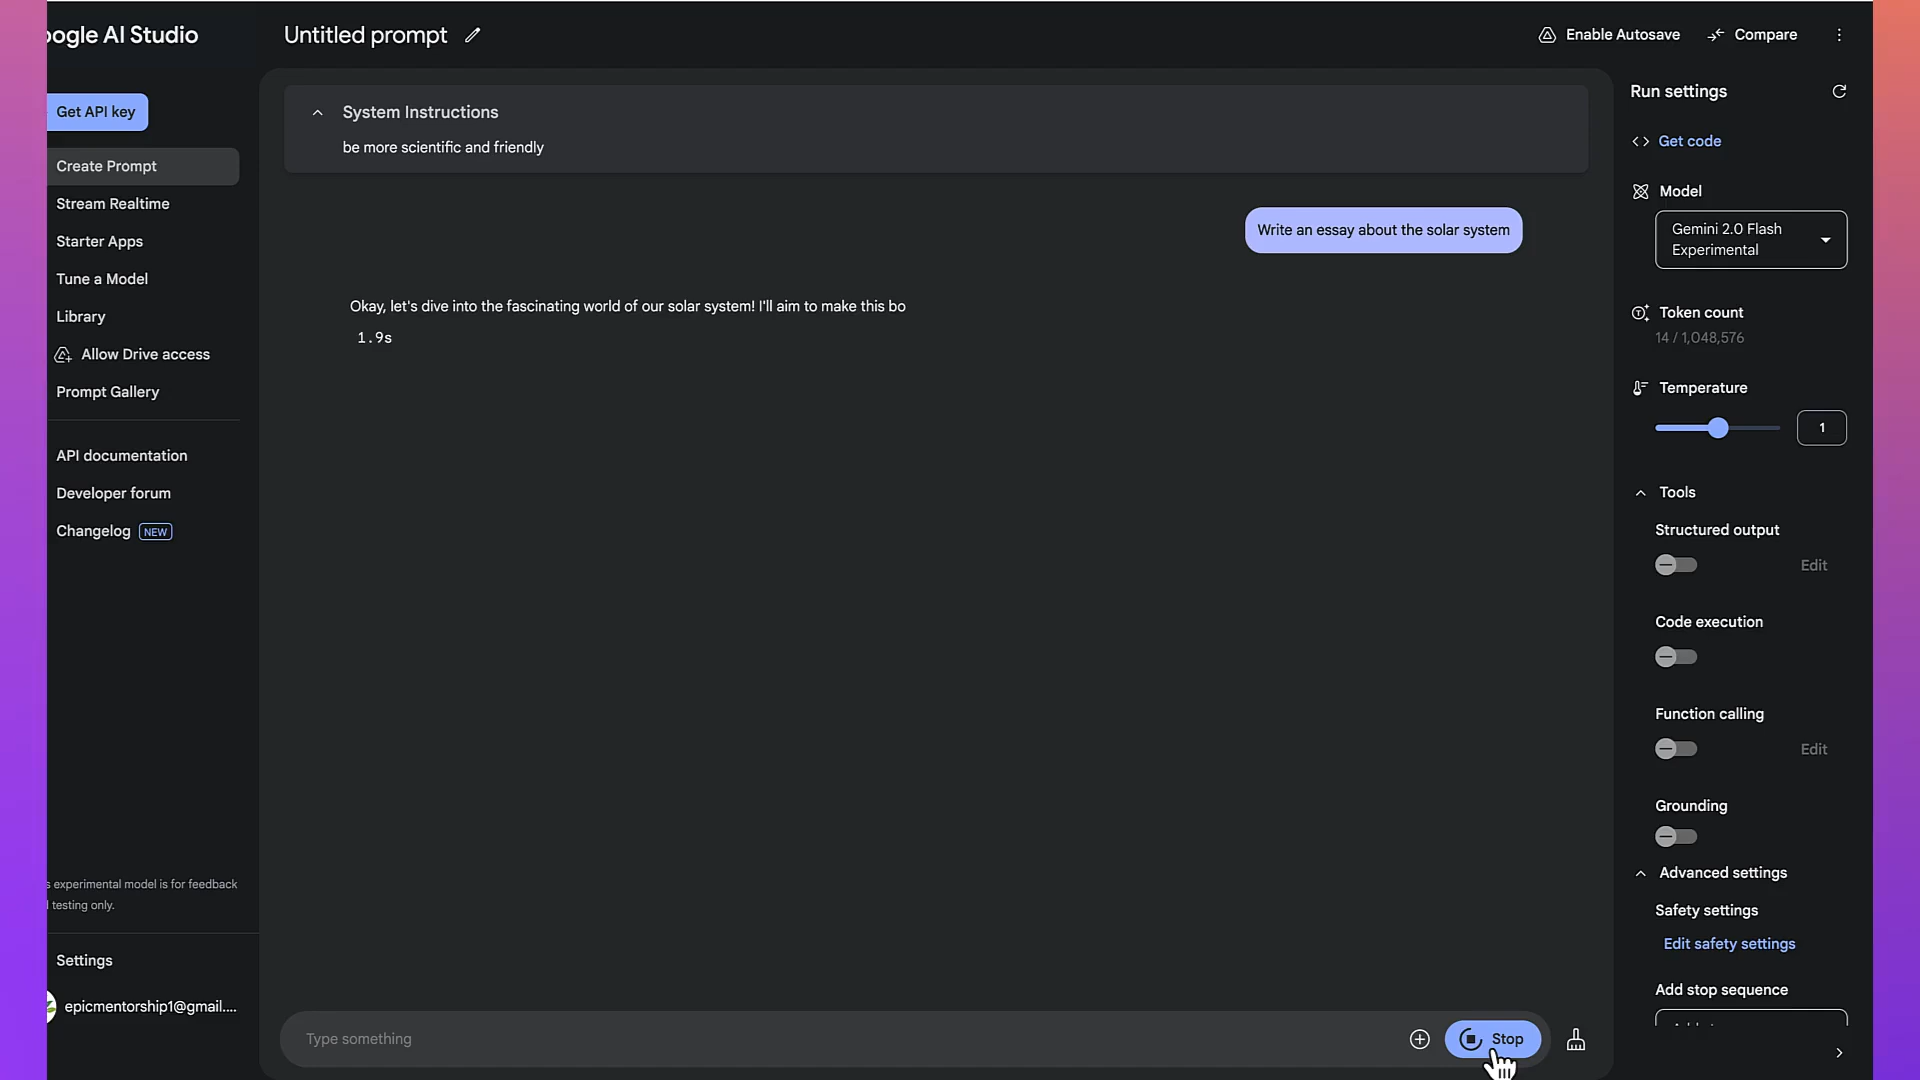 oogle AI Studio
Untitled prompt
Enable Autosave
Compare
Get API key
Create Prompt
Stream Realtime
Starter Apps
Tune a Model
Library
Allow Drive access
Prompt Gallery
API documentation
Developer forum
Changelog NEW
s experimental model is for feedback
testing only.
Settings
epicmentorship1@gmail....
System Instructions
be more scientific and friendly
Write an essay about the solar system
Okay, let's dive into the fascinating world of our solar system! I'll aim to make this bo
1.9s
Type something
Stop
Run settings
<> Get code
Model
Gemini 2.0 Flash
Experimental
Token count
14 / 1,048,576
Temperature
1
Tools
Structured output
Edit
Code execution
Function calling
Edit
Grounding
Advanced settings
Safety settings
Edit safety settings
Add stop sequence